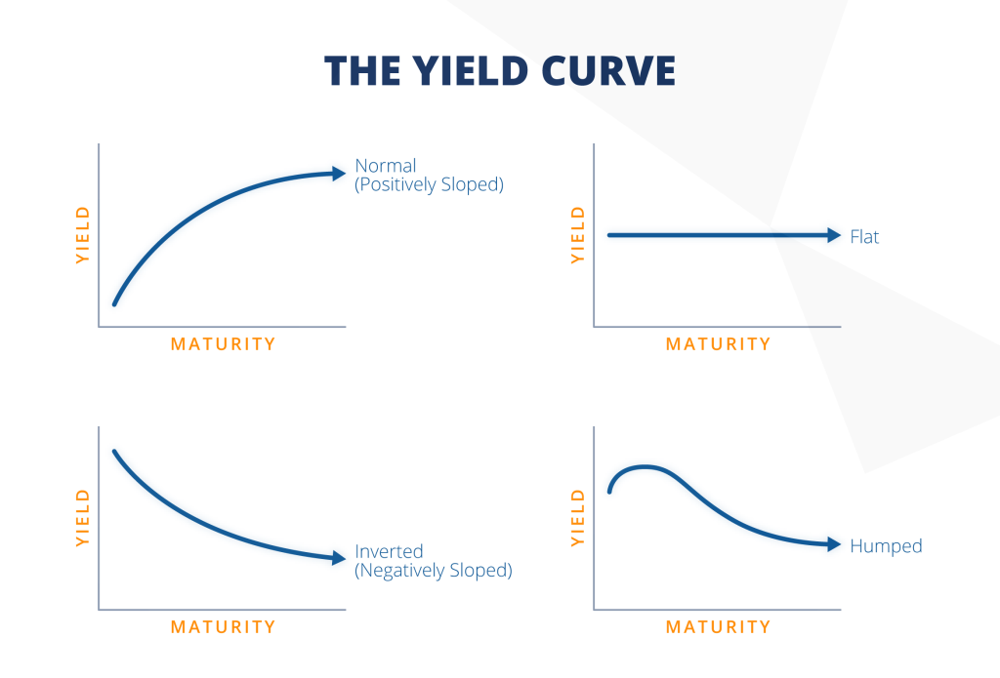 THE YIELD CURVE
YIELD
Normal
(Positively Sloped)
MATURITY
YIELD
Flat
MATURITY
YIELD
Inverted
(Negatively Sloped)
MATURITY
YIELD
Humped
MATURITY